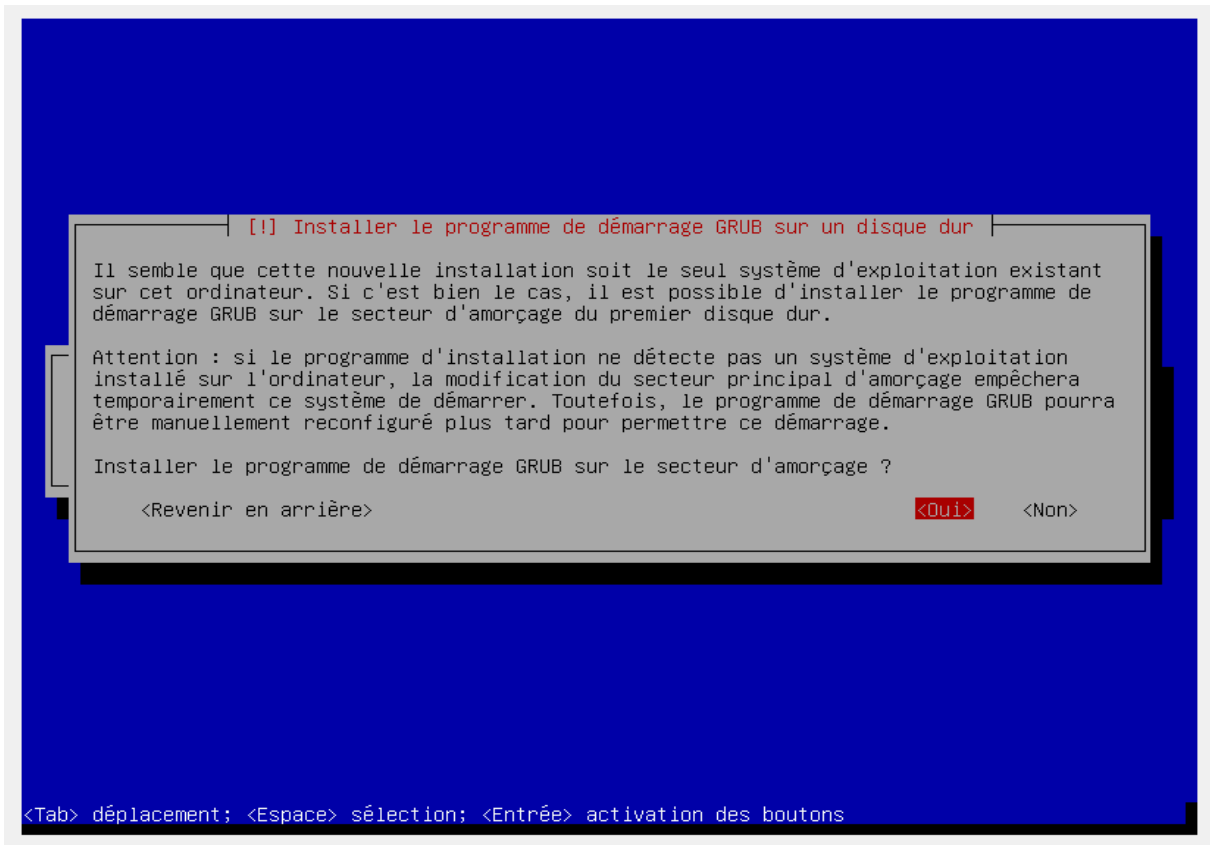 [!] Installer le programme de démarrage GRUB sur un disque dur
Il semble que cette nouvelle installation soit le seul système d'exploitation existant
sur cet ordinateur. Si c'est bien le cas, il est possible d'installer le programme de
démarrage GRUB sur le secteur d'amorçage du premier disque dur.
Attention : si le programme d'installation ne détecte pas un système d'exploitation
installé sur l'ordinateur, la modification du secteur principal d'amorçage empêchera
temporairement ce système de démarrer. Toutefois, le programme de démarrage GRUB pourra
être manuellement reconfiguré plus tard pour permettre ce démarrage.
Installer le programme de démarrage GRUB sur le secteur d'amorçage ?
<Revenir en arrière> <Oui> <Non>
<Tab> déplacement; <Espace> sélection; <Entrée> activation des boutons